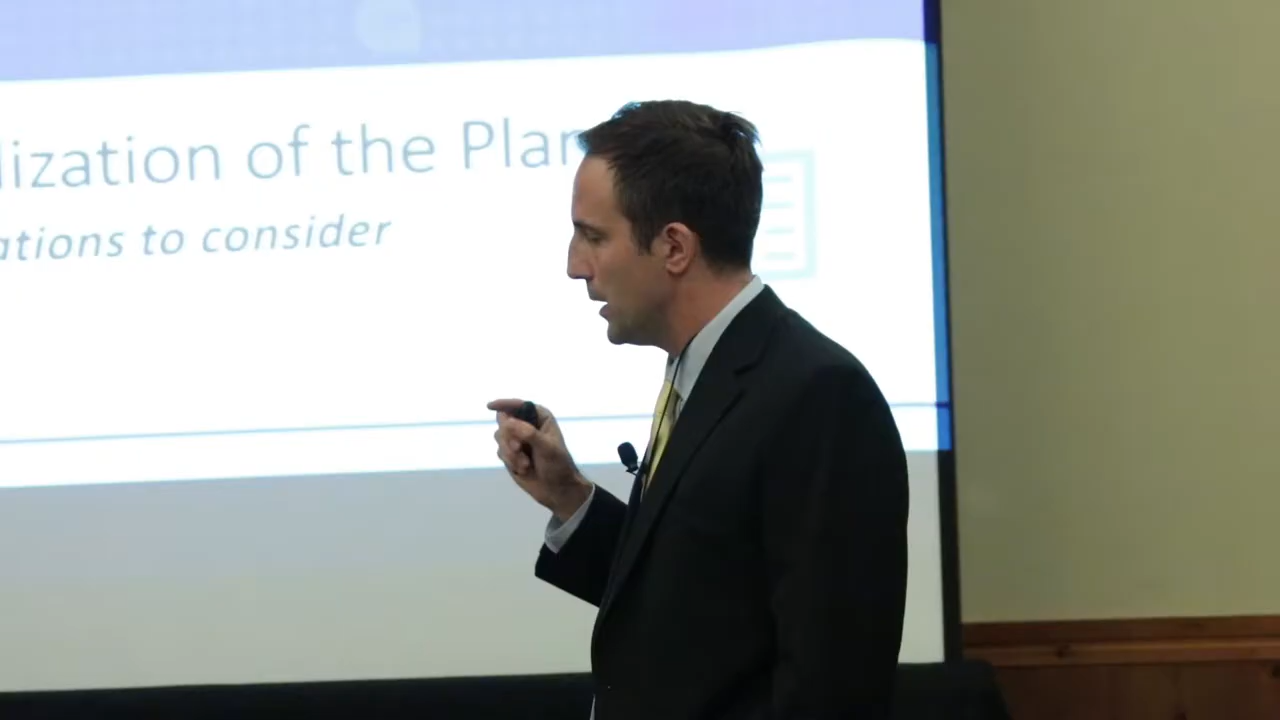 lization of the Plan
ations to consider